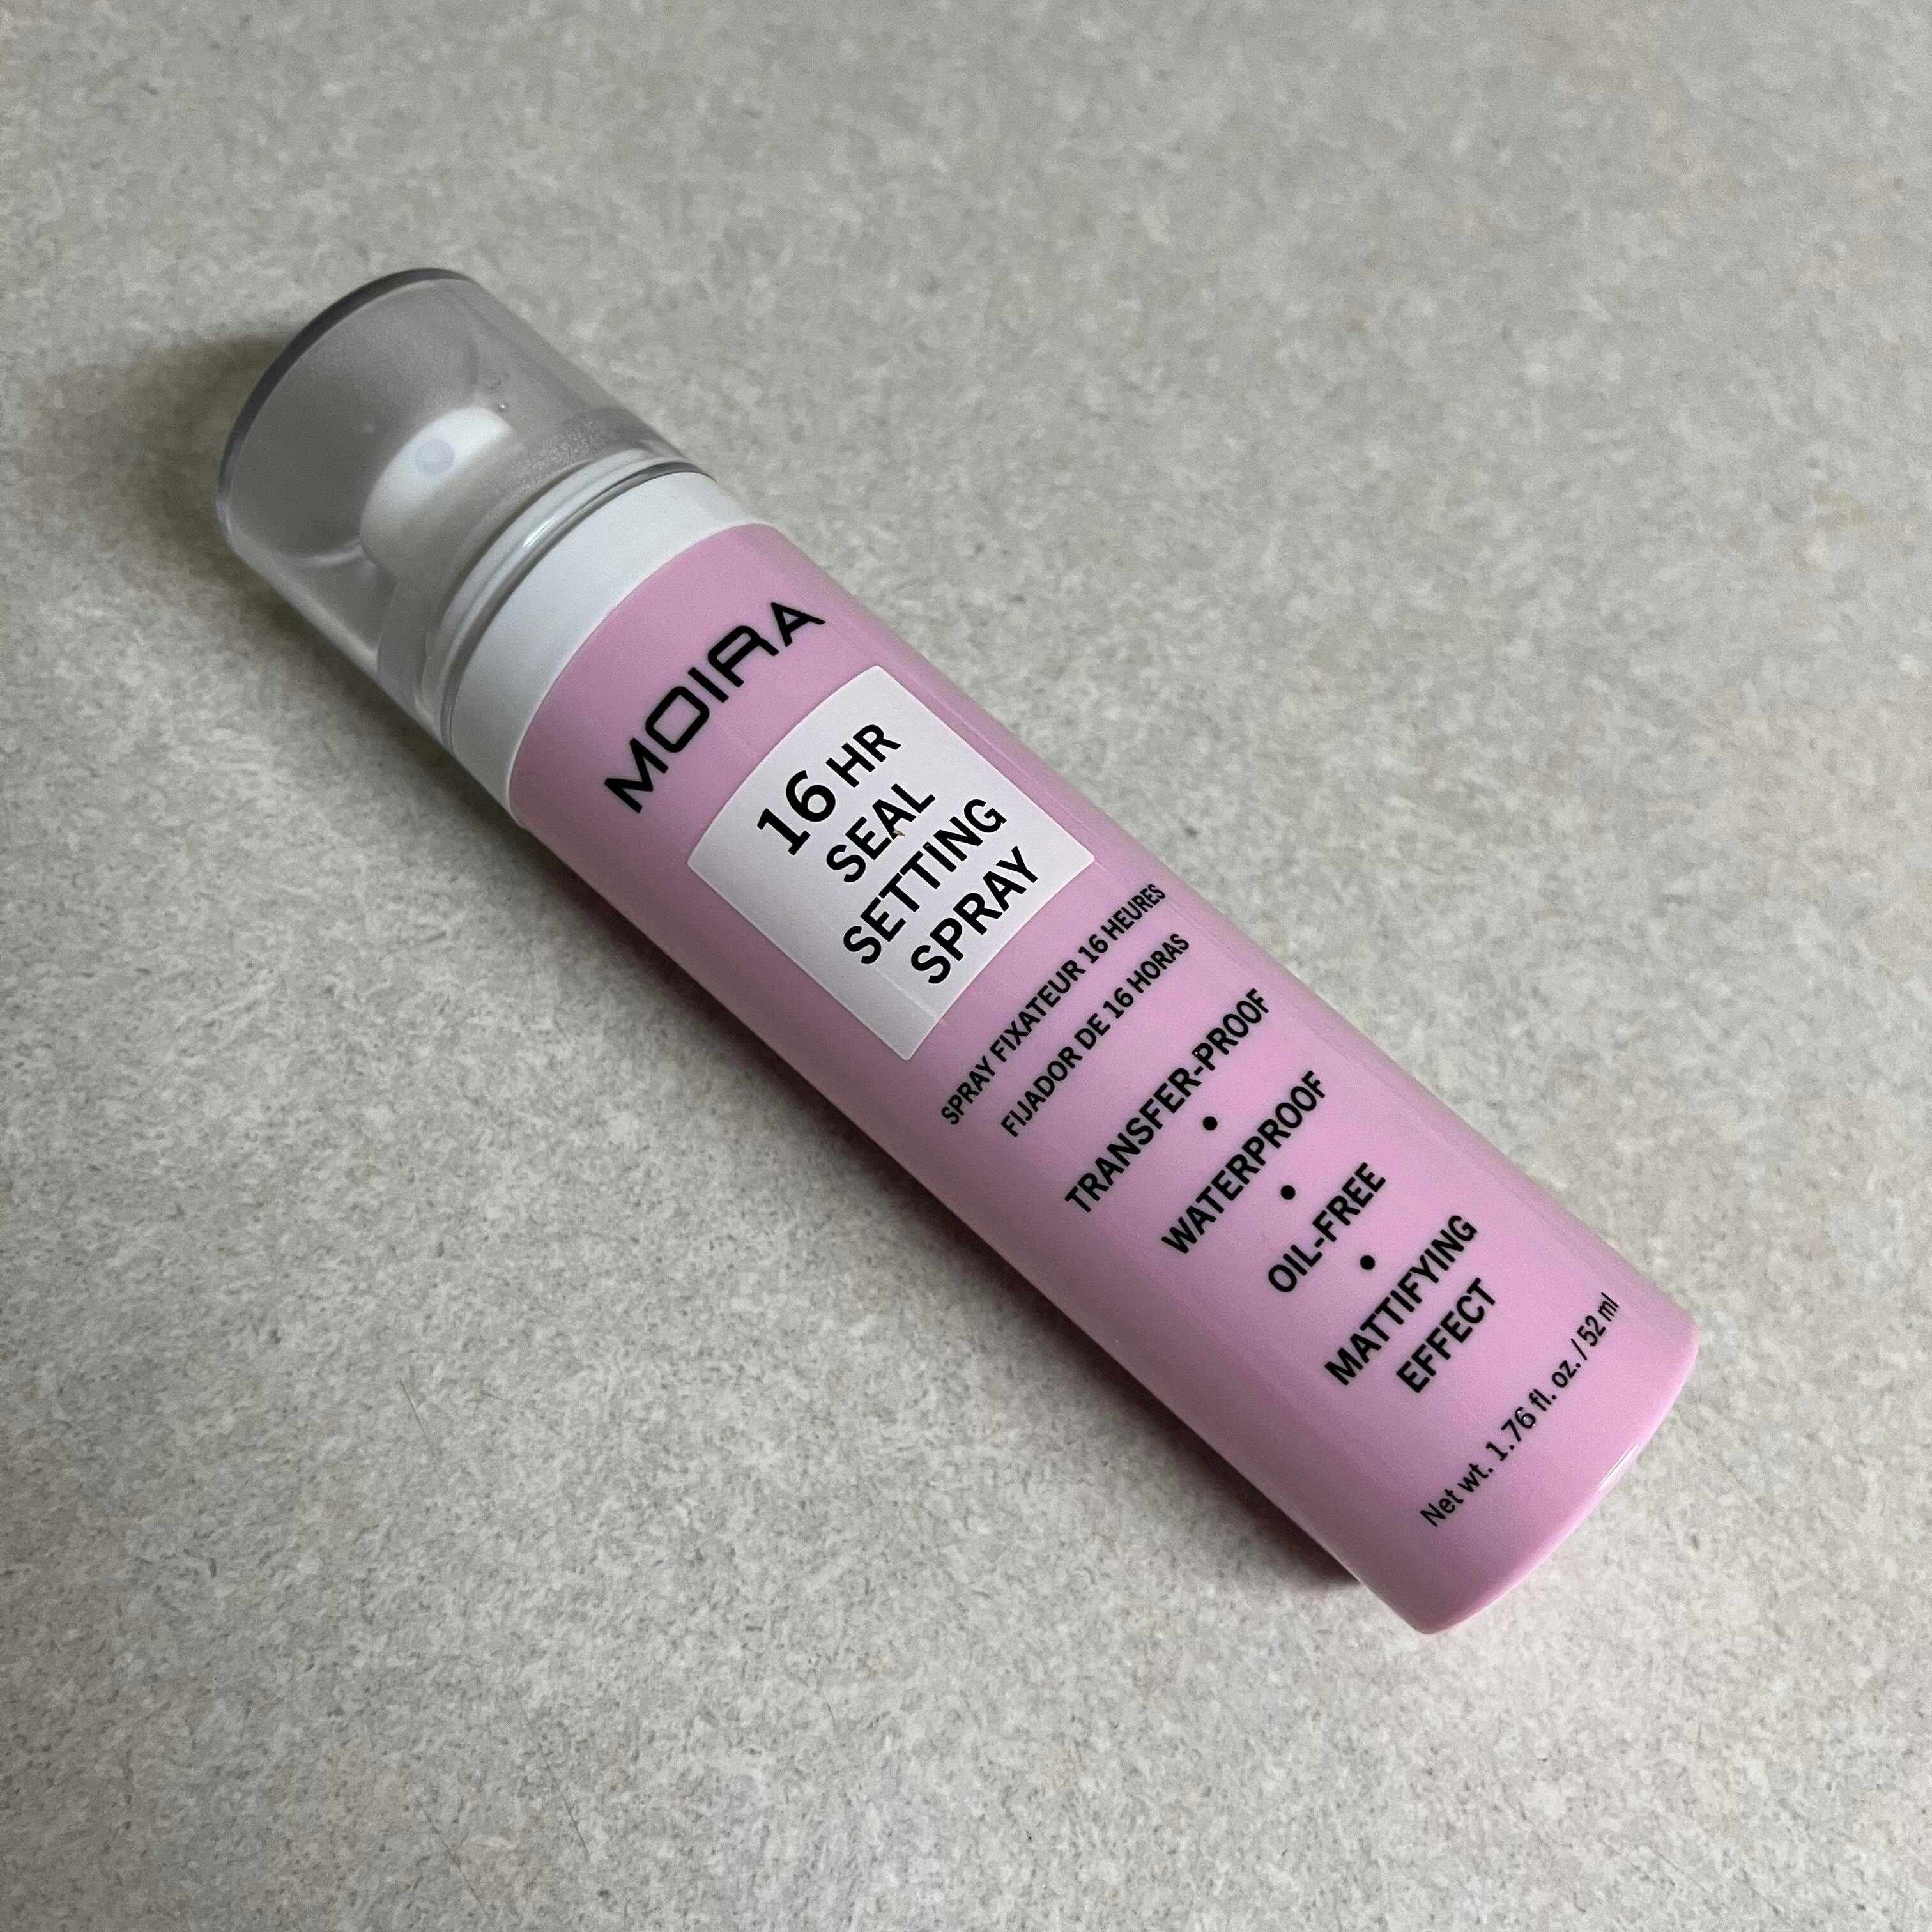 MOIRA
16 HR
SEAL
SETTING
SPRAY
SPRAY FIXATEUR 16 HEURES
FIJADOR DE 16 HORAS
TRANSFER-PROOF
•
WATERPROOF
•
OIL-FREE
•
MATTIFYING
EFFECT
Net wt. 1.76 fl. oz. / 52 ml